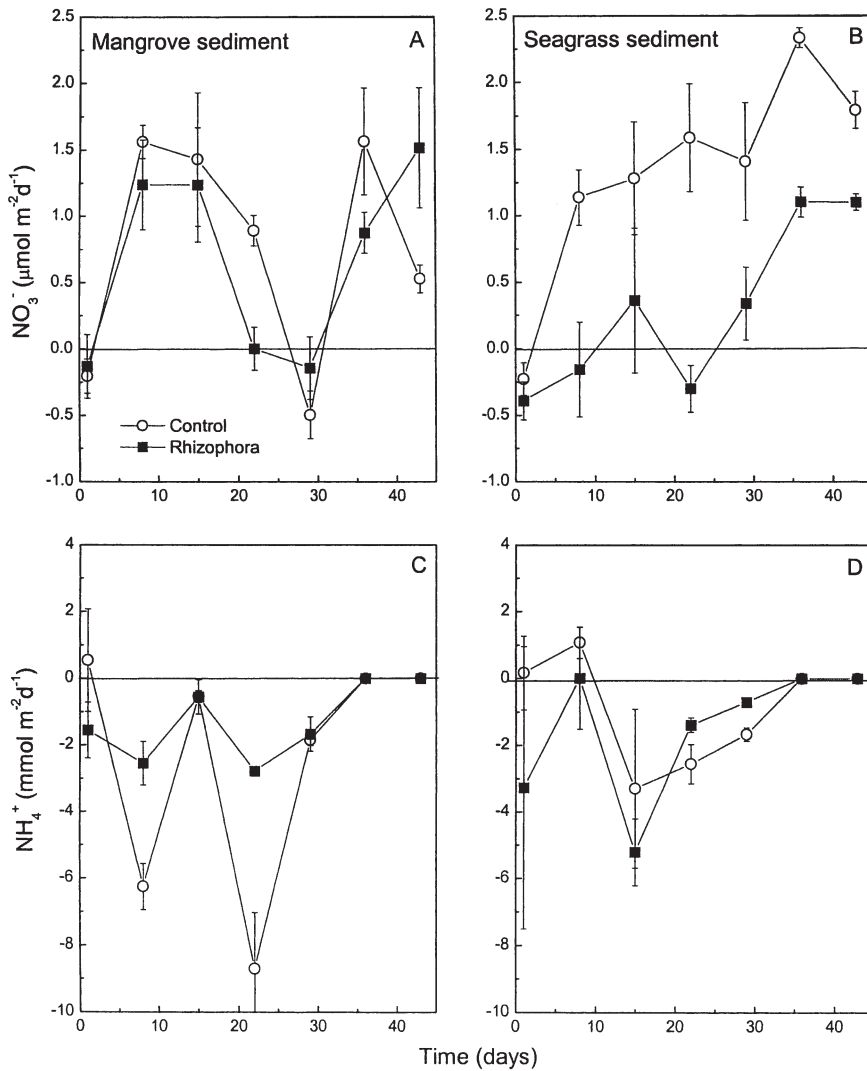 Mangrove sediment A
Seagrass sediment B
2.5
2.0
1.5
1.0
0.5
0.0
-0.5
-1.0
NO₃⁻ (μmol m⁻²d⁻¹)
Control
Rhizophora
0 10 20 30 40
2.5
2.0
1.5
1.0
0.5
0.0
-0.5
-1.0
0 10 20 30 40
C
4
2
0
-2
-4
-6
-8
-10
NH₄⁺ (mmol m⁻²d⁻¹)
0 10 20 30 40
D
4
2
0
-2
-4
-6
-8
-10
0 10 20 30 40
Time (days)